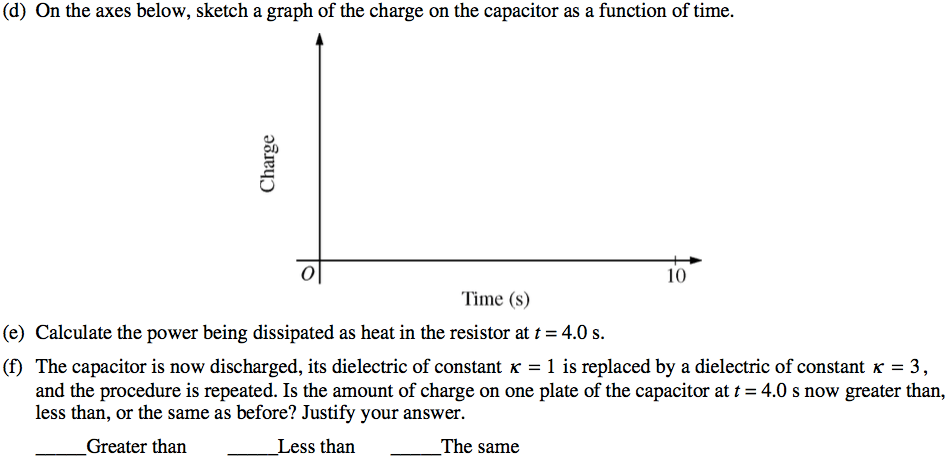 (d) On the axes below, sketch a graph of the charge on the capacitor as a function of time.
Charge
O
10
Time (s)
(e) Calculate the power being dissipated as heat in the resistor at t = 4.0 s.
(f) The capacitor is now discharged, its dielectric of constant κ = 1 is replaced by a dielectric of constant κ = 3,
and the procedure is repeated. Is the amount of charge on one plate of the capacitor at t = 4.0 s now greater than,
less than, or the same as before? Justify your answer.
_____Greater than _____Less than _____The same